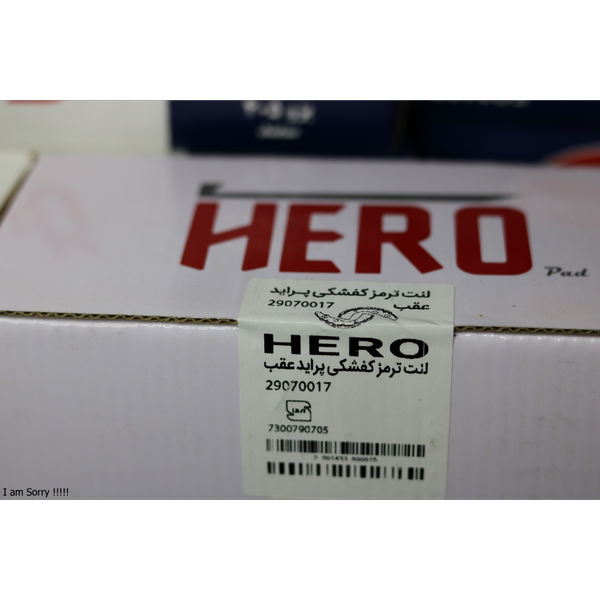 HERO
Pad
لنت ترمز کفشکی پراید
عقب
29070017
HERO
لنت ترمز کفشکی پراید عقب
29070017
7300790705
I am Sorry !!!!!